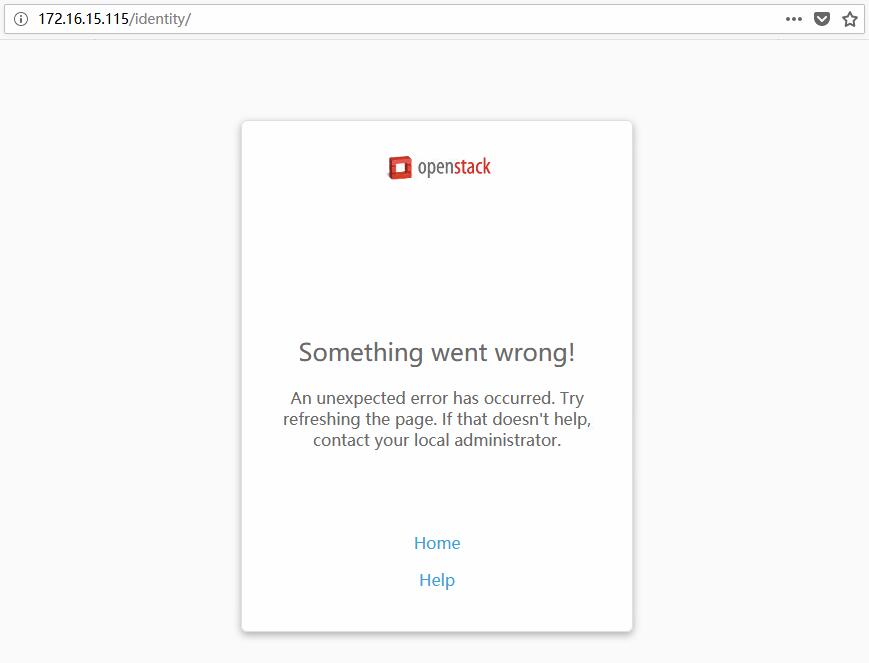 172.16.15.115/identity/
openstack
Something went wrong!
An unexpected error has occurred. Try
refreshing the page. If that doesn't help,
contact your local administrator.
Home
Help